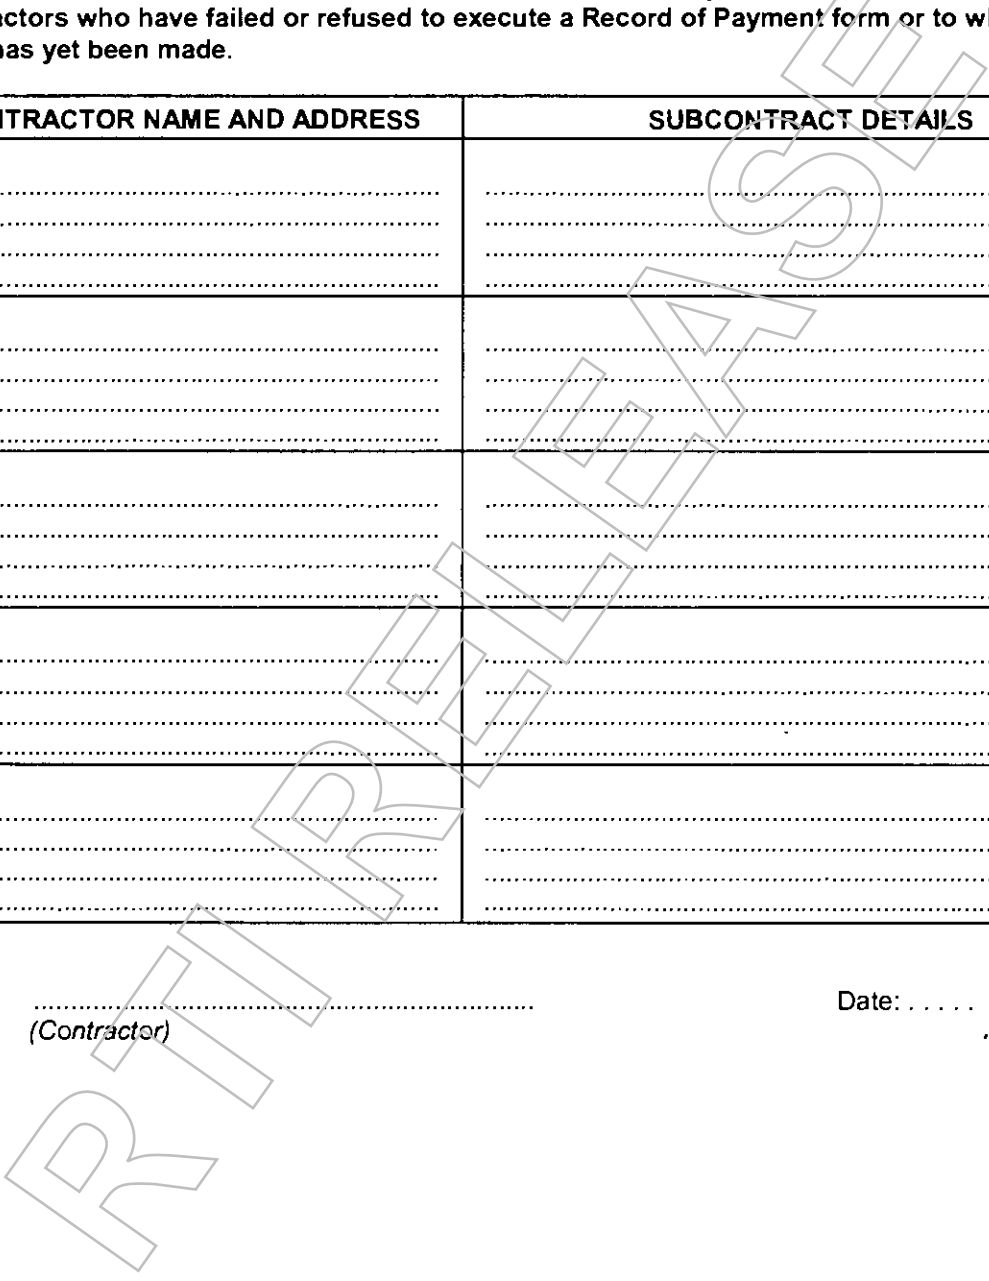 actors who have failed or refused to execute a Record of Payment form or to wh
has yet been made.
NTRACTOR NAME AND ADDRESS SUBCONTRACT DETAILS
Date: . . . . .
(Contractor)
RTI RELEASE